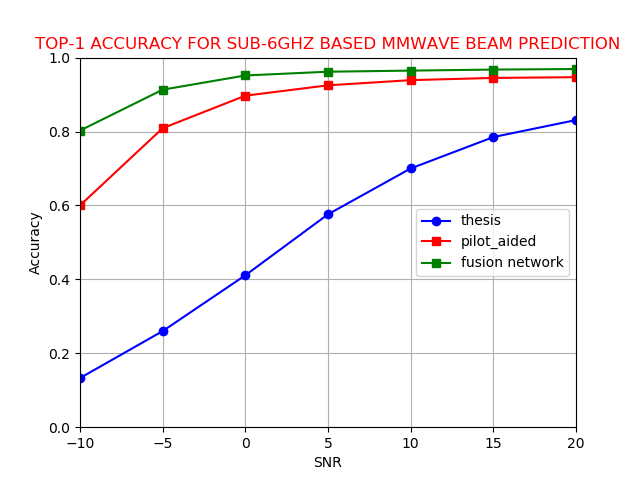 TOP-1 ACCURACY FOR SUB-6GHZ BASED MMWAVE BEAM PREDICTION
1.0
0.8
0.6
0.4
0.2
0.0
Accuracy
thesis
pilot_aided
fusion network
−10 −5 0 5 10 15 20
SNR